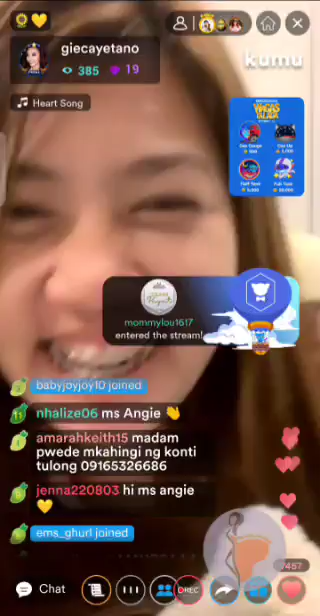 giecayetano
385 19
kumu
Heart Song
mommylou1617
entered the stream!
babyjoyjoy10 joined
nhalize06 ms Angie
amarahkeith15 madam
pwede mkahingi ng konti
tulong 09165326686
jenna220803 hi ms angie
ems_ghurl joined
7457
Chat
REC